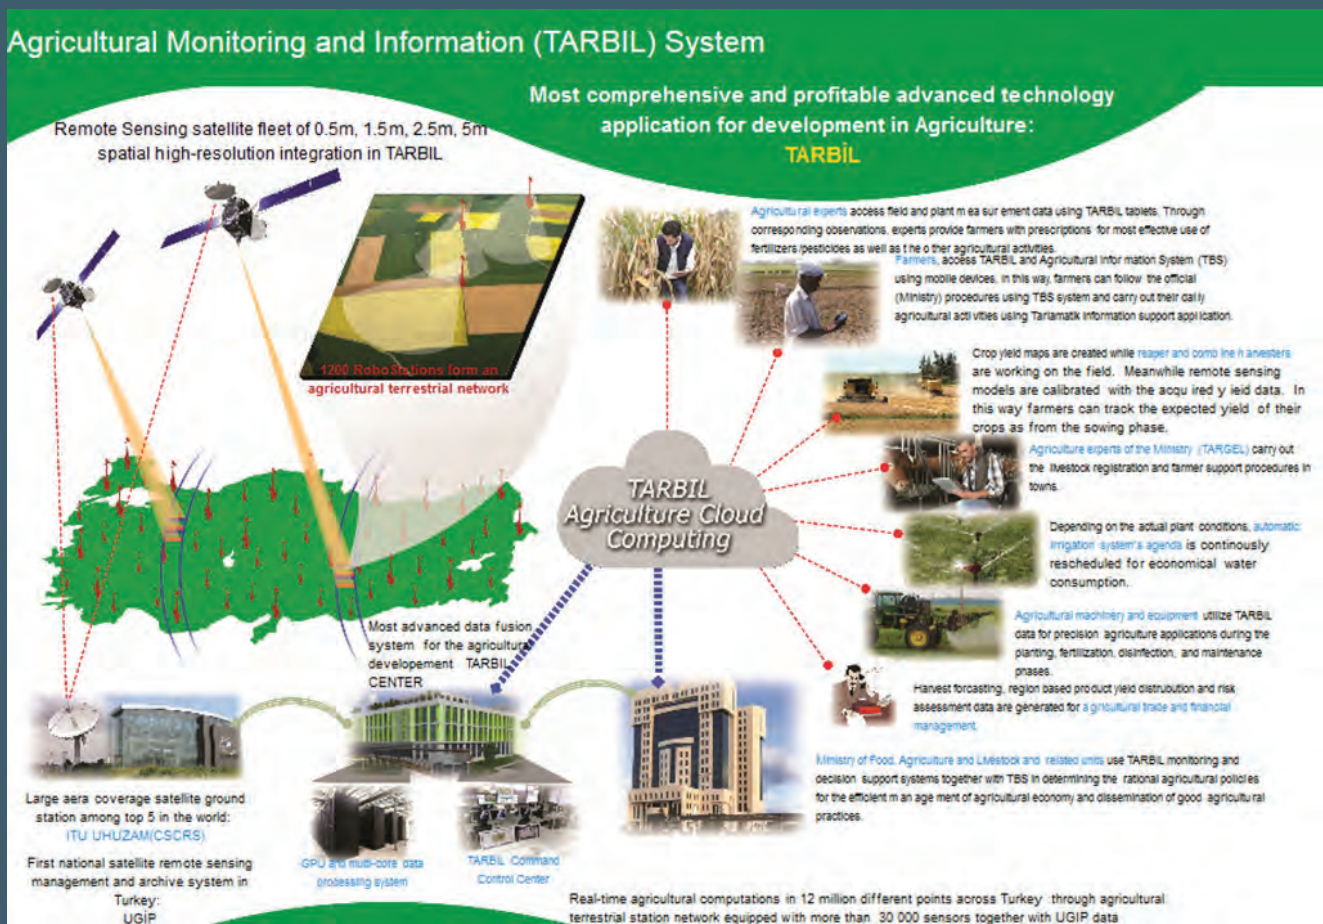 Agricultural Monitoring and Information (TARBIL) System
Most comprehensive and profitable advanced technology
application for development in Agriculture:
TARBİL
Remote Sensing satellite fleet of 0.5m, 1.5m, 2.5m, 5m
spatial high-resolution integration in TARBIL
1200 RoboStations form an
agricultural terrestrial network
Agricultural experts access field and plant m ea sur ement data using TARBIL tablets. Through
corresponding observations, experts provide farmers with prescriptions for most effective use of
fertilizers /pesticides as well as t he o ther agricultural activities.
Farmers, access TARBIL and Agricultural Infor mation System (TBS)
using mobile devices, in this way, farmers can follow the official
(Ministry) procedures using TBS system and carry out their daily
agricultural acti vities using Tarlamatik information support application.
Crop yield maps are created while reaper and comb ine h arvesters
are working on the field. Meanwhile remote sensing
models are calibrated with the acqu ired y ield data. In
this way farmers can track the expected yield of their
crops as from the sowing phase.
Agriculture experts of the Ministry (TARGEL) carry out
the livestock registration and farmer support procedures in
towns.
TARBIL
Agriculture Cloud
Computing
Depending on the actual plant conditions, automatic
irrigation system's agenda is continously
rescheduled for economical water
consumption.
Agricultural machinery and equipment utilize TARBIL
data for precision agriculture applications during the
planting, fertilization, disinfection, and maintenance
phases.
Harvest forcasting, region based product yield distrubution and risk
assessment data are generated for agricultural trade and financial
management.
Most advanced data fusion
system for the agricultural
developement TARBIL
CENTER
Ministry of Food, Agriculture and Livestock and related units use TARBIL monitoring and
decision support systems together with TBS in determining the rational agricultural policies
for the efficient m an age ment of agricultural economy and dissemination of good agricultural
practices.
Large aera coverage satellite ground
station among top 5 in the world:
ITU UHUZAM(CSCRS)
First national satellite remote sensing
management and archive system in
Turkey:
UGİP
GPU and multi-core data
processing system
TARBIL Command
Control Center
Real-time agricultural computations in 12 million different points across Turkey through agricultural
terrestrial station network equipped with more than 30 000 sensors together with UGIP data